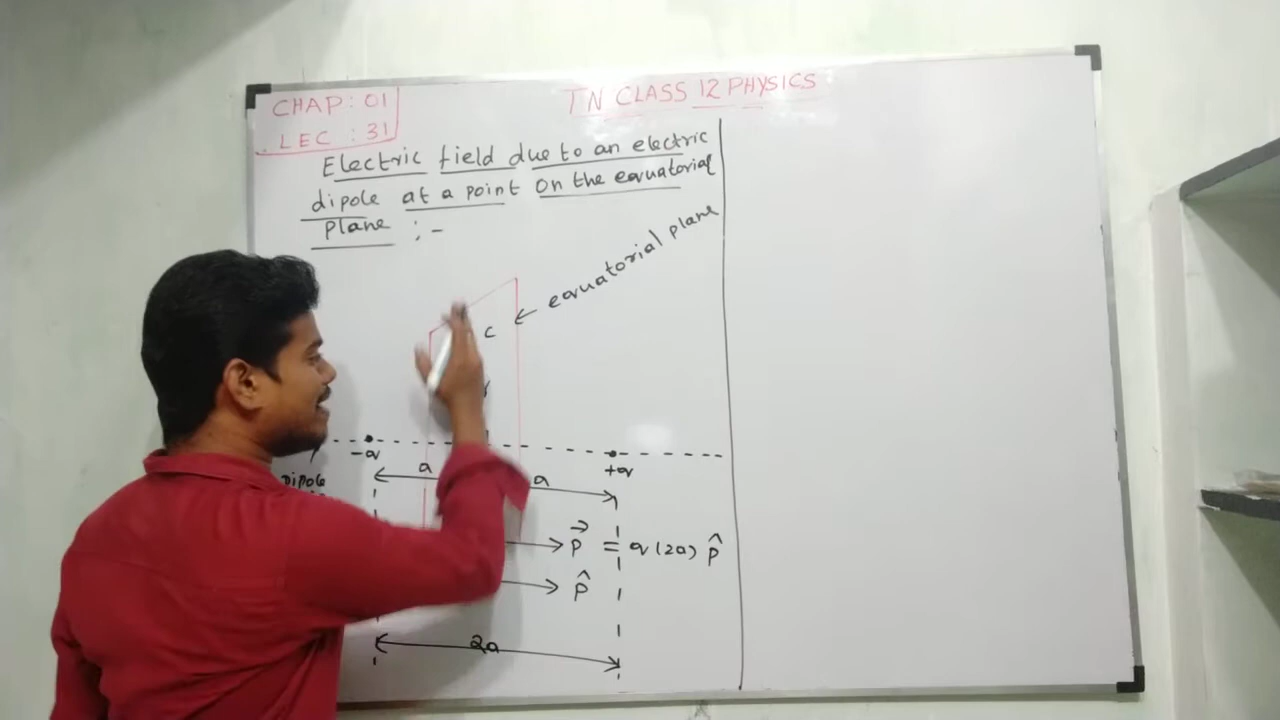 CHAP: 01
LEC : 31
TN CLASS 12 PHYSICS
Electric field due to an electric
dipole at a point on the equatorial
plane :-
equatorial plane
c
-q
+q
Dipole
a
a
p⃗ = q (2a) p̂
p̂
2a